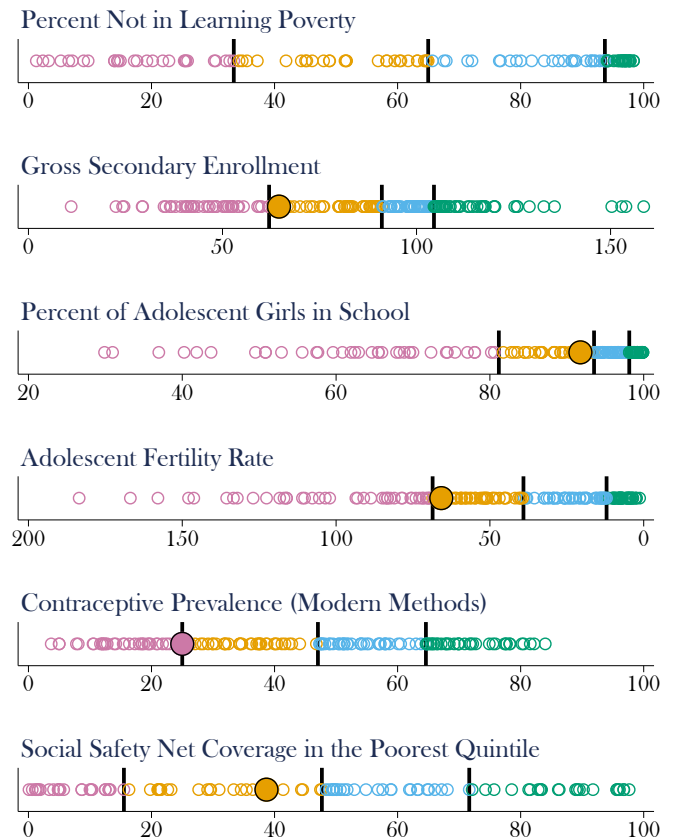 Percent Not in Learning Poverty
0 20 40 60 80 100
Gross Secondary Enrollment
0 50 100 150
Percent of Adolescent Girls in School
20 40 60 80 100
Adolescent Fertility Rate
200 150 100 50 0
Contraceptive Prevalence (Modern Methods)
0 20 40 60 80 100
Social Safety Net Coverage in the Poorest Quintile
0 20 40 60 80 100